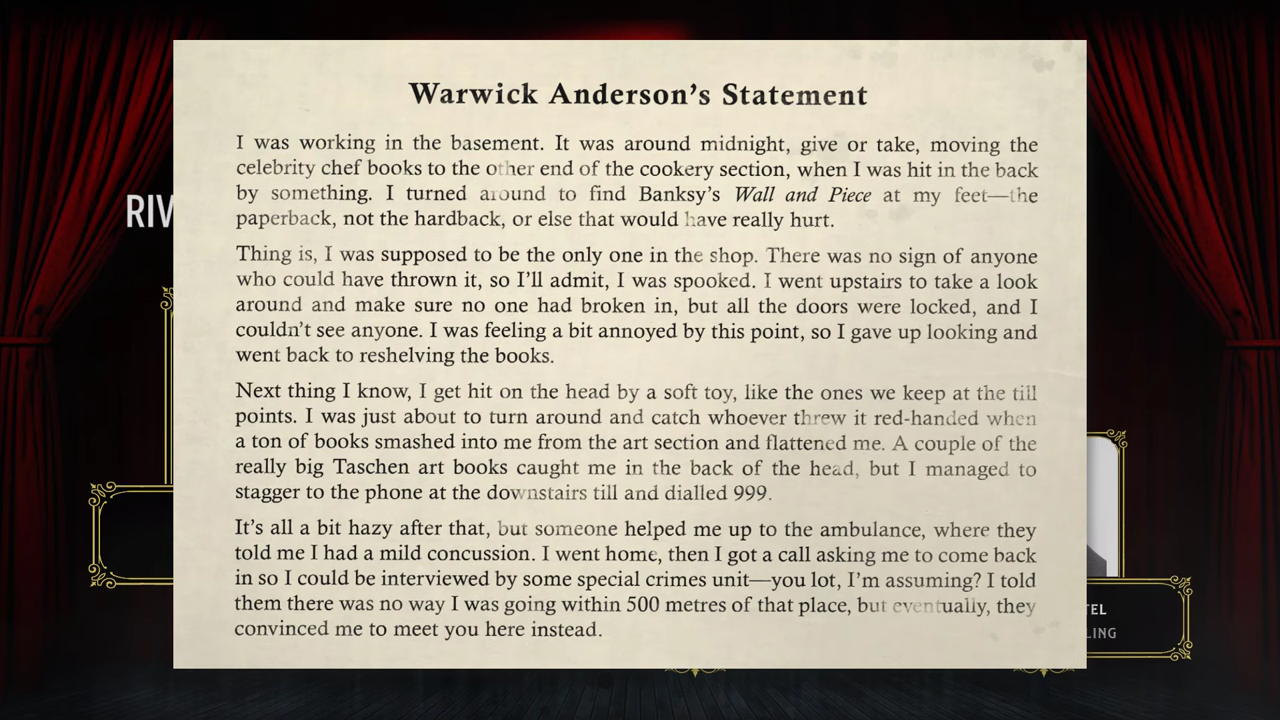 Warwick Anderson's Statement
I was working in the basement. It was around midnight, give or take, moving the
celebrity chef books to the other end of the cookery section, when I was hit in the back
by something. I turned around to find Banksy's Wall and Piece at my feet—the
paperback, not the hardback, or else that would have really hurt.
Thing is, I was supposed to be the only one in the shop. There was no sign of anyone
who could have thrown it, so I'll admit, I was spooked. I went upstairs to take a look
around and make sure no one had broken in, but all the doors were locked, and I
couldn't see anyone. I was feeling a bit annoyed by this point, so I gave up looking and
went back to reshelving the books.
Next thing I know, I get hit on the head by a soft toy, like the ones we keep at the till
points. I was just about to turn around and catch whoever threw it red-handed when
a ton of books smashed into me from the art section and flattened me. A couple of the
really big Taschen art books caught me in the back of the head, but I managed to
stagger to the phone at the downstairs till and dialled 999.
It's all a bit hazy after that, but someone helped me up to the ambulance, where they
told me I had a mild concussion. I went home, then I got a call asking me to come back
in so I could be interviewed by some special crimes unit—you lot, I'm assuming? I told
them there was no way I was going within 500 metres of that place, but eventually, they
convinced me to meet you here instead.
RIV
TEL
LING